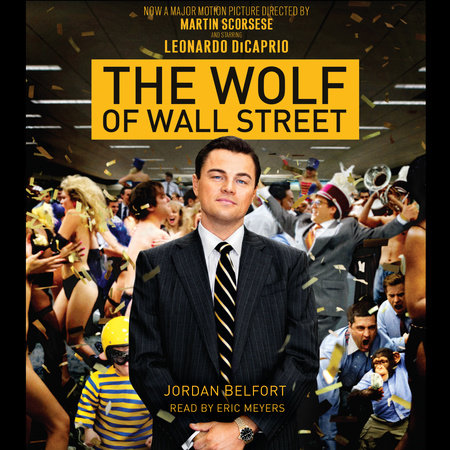 NOW A MAJOR MOTION PICTURE DIRECTED BY
MARTIN SCORSESE
AND STARRING
LEONARDO DiCAPRIO
THE WOLF
OF WALL STREET
JORDAN BELFORT
READ BY ERIC MEYERS